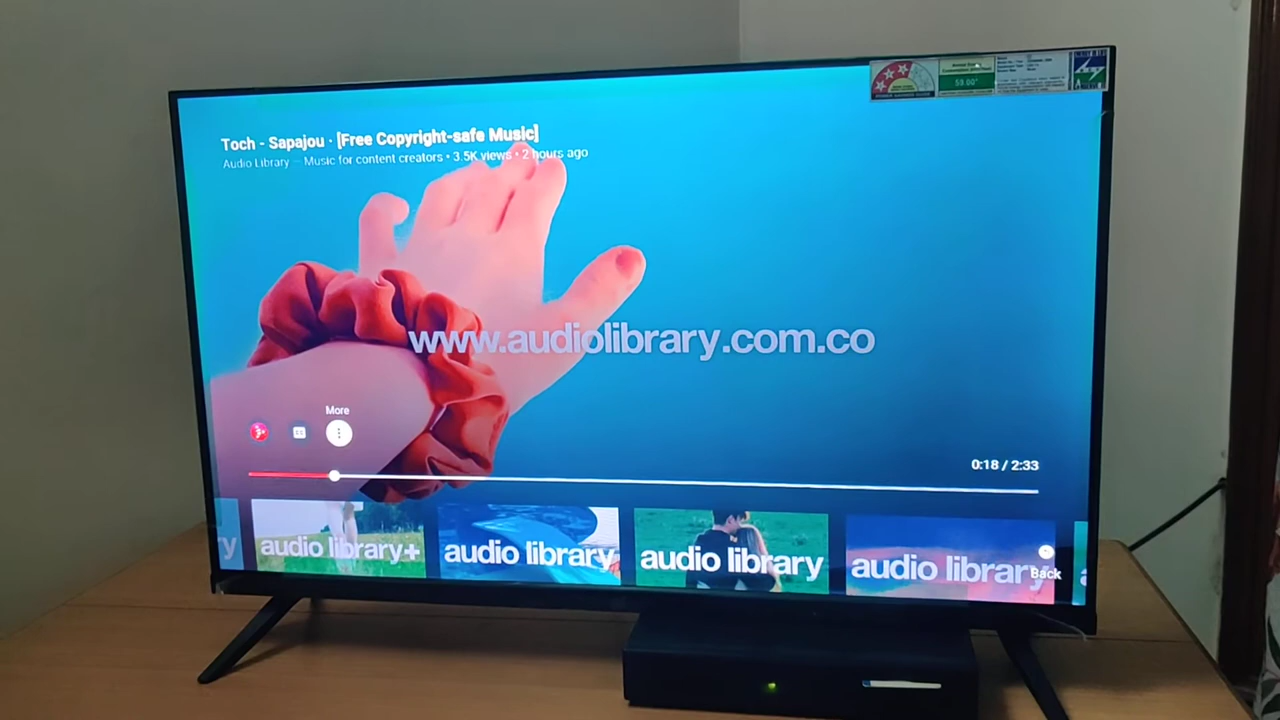 Toch - Sapajou · [Free Copyright-safe Music]
Audio Library — Music for content creators • 3.5K views • 2 hours ago
www.audiolibrary.com.co
More
0:18 / 2:33
y
audio library+
audio library
audio library
audio library
a
Back